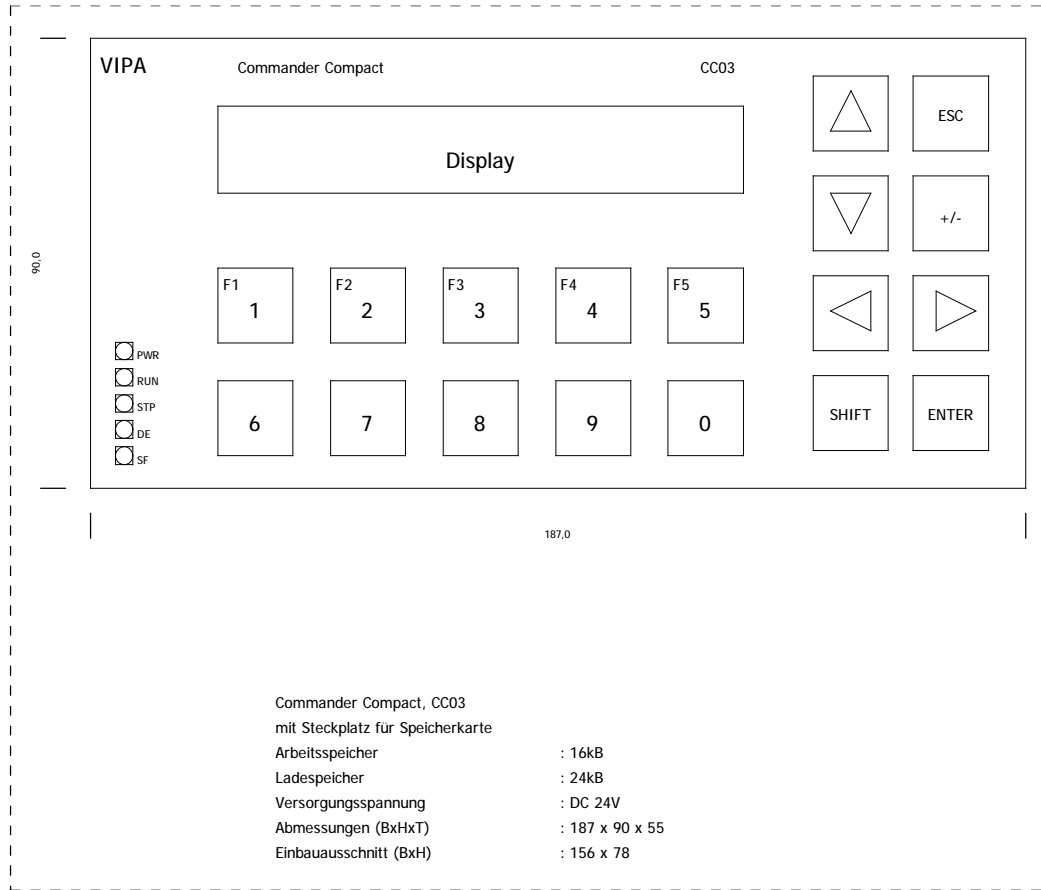 VIPA Commander Compact CC03
ESC
Display
+/-
90,0
F1 F2 F3 F4 F5
1 2 3 4 5
PWR
RUN
STP
DE
SF
6 7 8 9 0
SHIFT ENTER
187,0
Commander Compact, CC03
mit Steckplatz für Speicherkarte
Arbeitsspeicher : 16kB
Ladespeicher : 24kB
Versorgungsspannung : DC 24V
Abmessungen (BxHxT) : 187 x 90 x 55
Einbauausschnitt (BxH) : 156 x 78